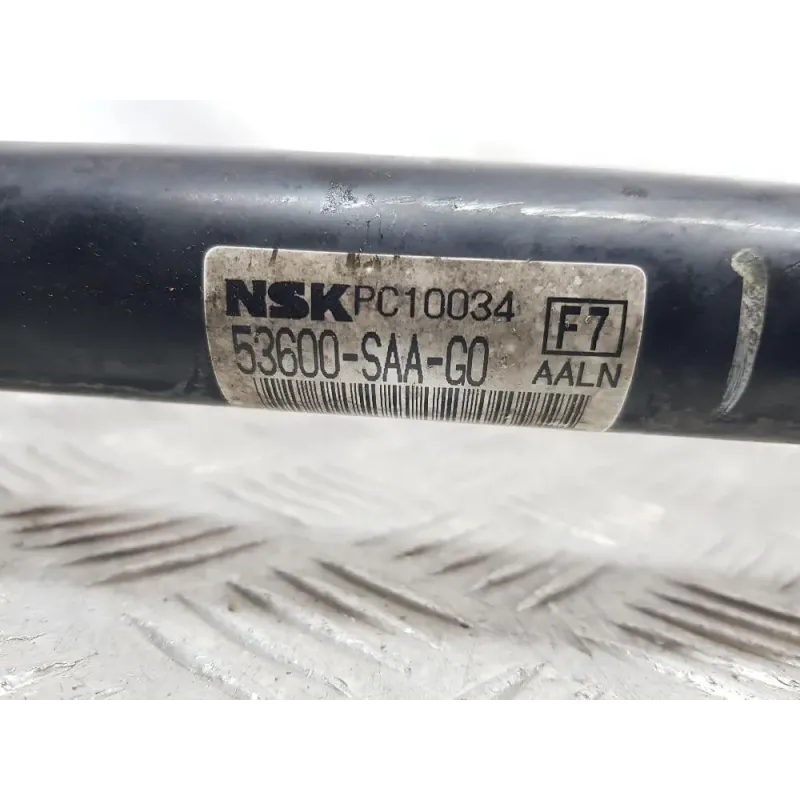 NSK PC10034
53600-SAA-G0
F7
AALN